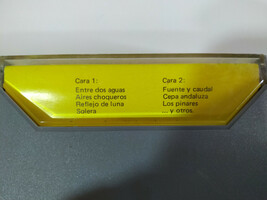 Cara 1:
Entre dos aguas
Aires choqueros
Reflejo de luna
Solera
Cara 2:
Fuente y caudal
Cepa andaluza
Los pinares
... y otros